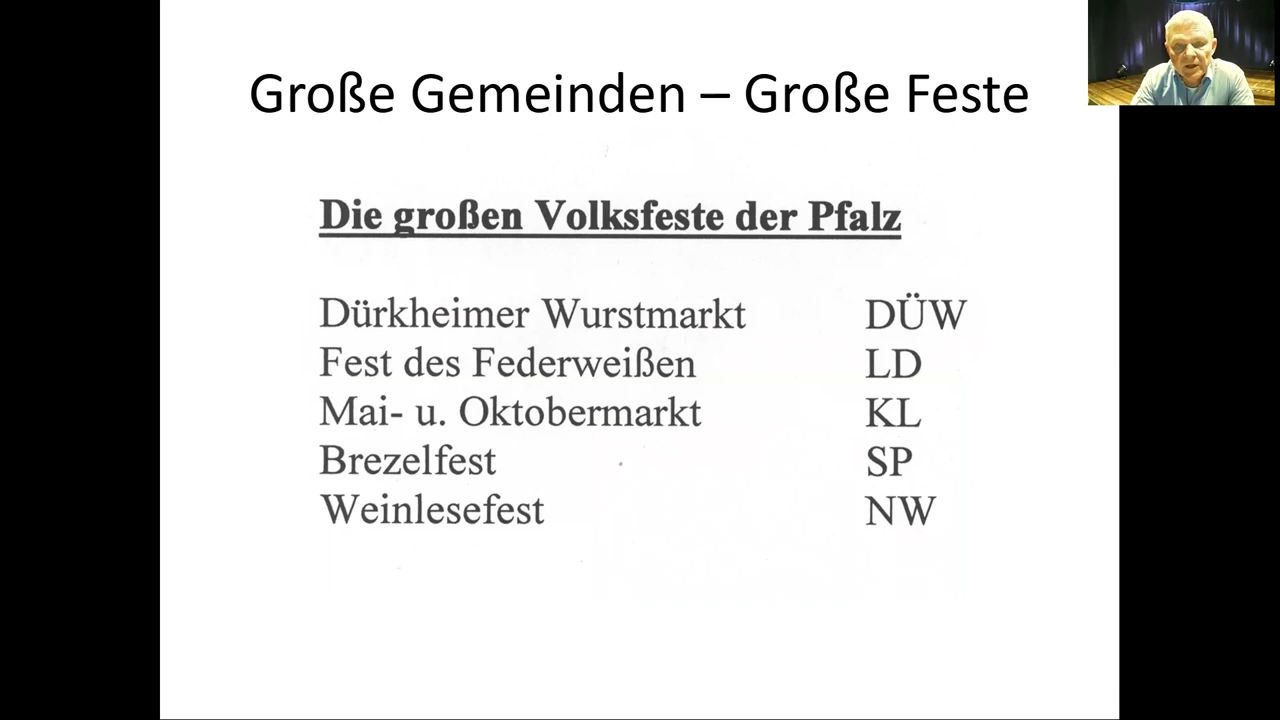 Große Gemeinden – Große Feste
Die großen Volksfeste der Pfalz
Dürkheimer Wurstmarkt DÜW
Fest des Federweißen LD
Mai- u. Oktobermarkt KL
Brezelfest SP
Weinlesefest NW